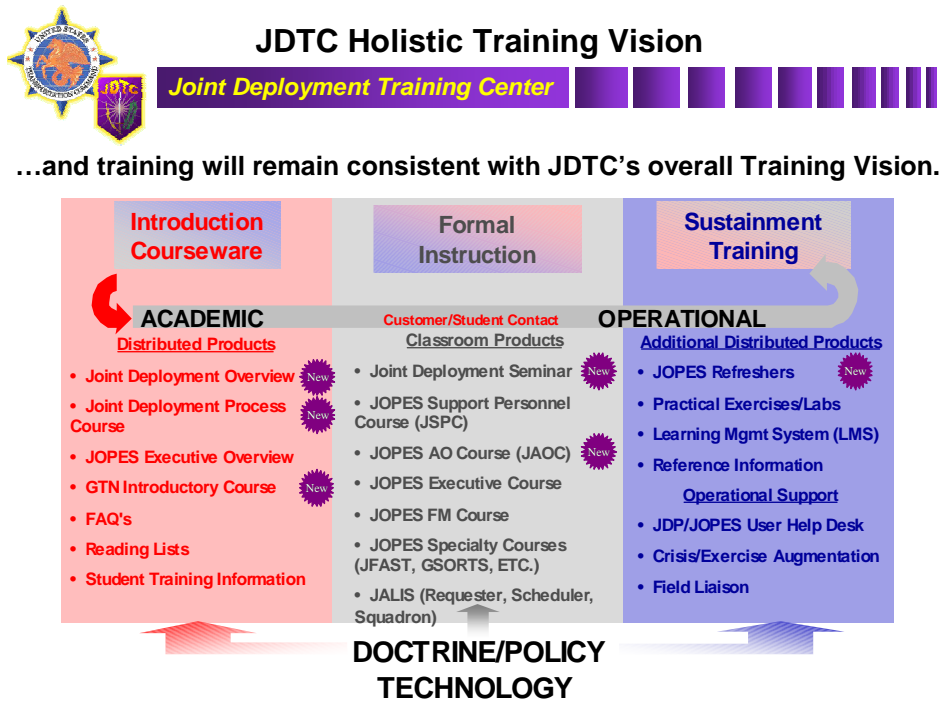 JDTC Holistic Training Vision
UNITED STATES
TRANSPORTATION COMMAND
JDTC
Joint Deployment Training Center
…and training will remain consistent with JDTC’s overall Training Vision.
Introduction
Courseware
Formal
Instruction
Sustainment
Training
ACADEMIC
Customer/Student Contact
OPERATIONAL
Distributed Products
• Joint Deployment Overview
New
• Joint Deployment Process
Course
New
• JOPES Executive Overview
• GTN Introductory Course
New
• FAQ's
• Reading Lists
• Student Training Information
Classroom Products
• Joint Deployment Seminar
New
• JOPES Support Personnel
Course (JSPC)
• JOPES AO Course (JAOC)
New
• JOPES Executive Course
• JOPES FM Course
• JOPES Specialty Courses
(JFAST, GSORTS, ETC.)
• JALIS (Requester, Scheduler,
Squadron)
Additional Distributed Products
• JOPES Refreshers
New
• Practical Exercises/Labs
• Learning Mgmt System (LMS)
• Reference Information
Operational Support
• JDP/JOPES User Help Desk
• Crisis/Exercise Augmentation
• Field Liaison
DOCTRINE/POLICY
TECHNOLOGY